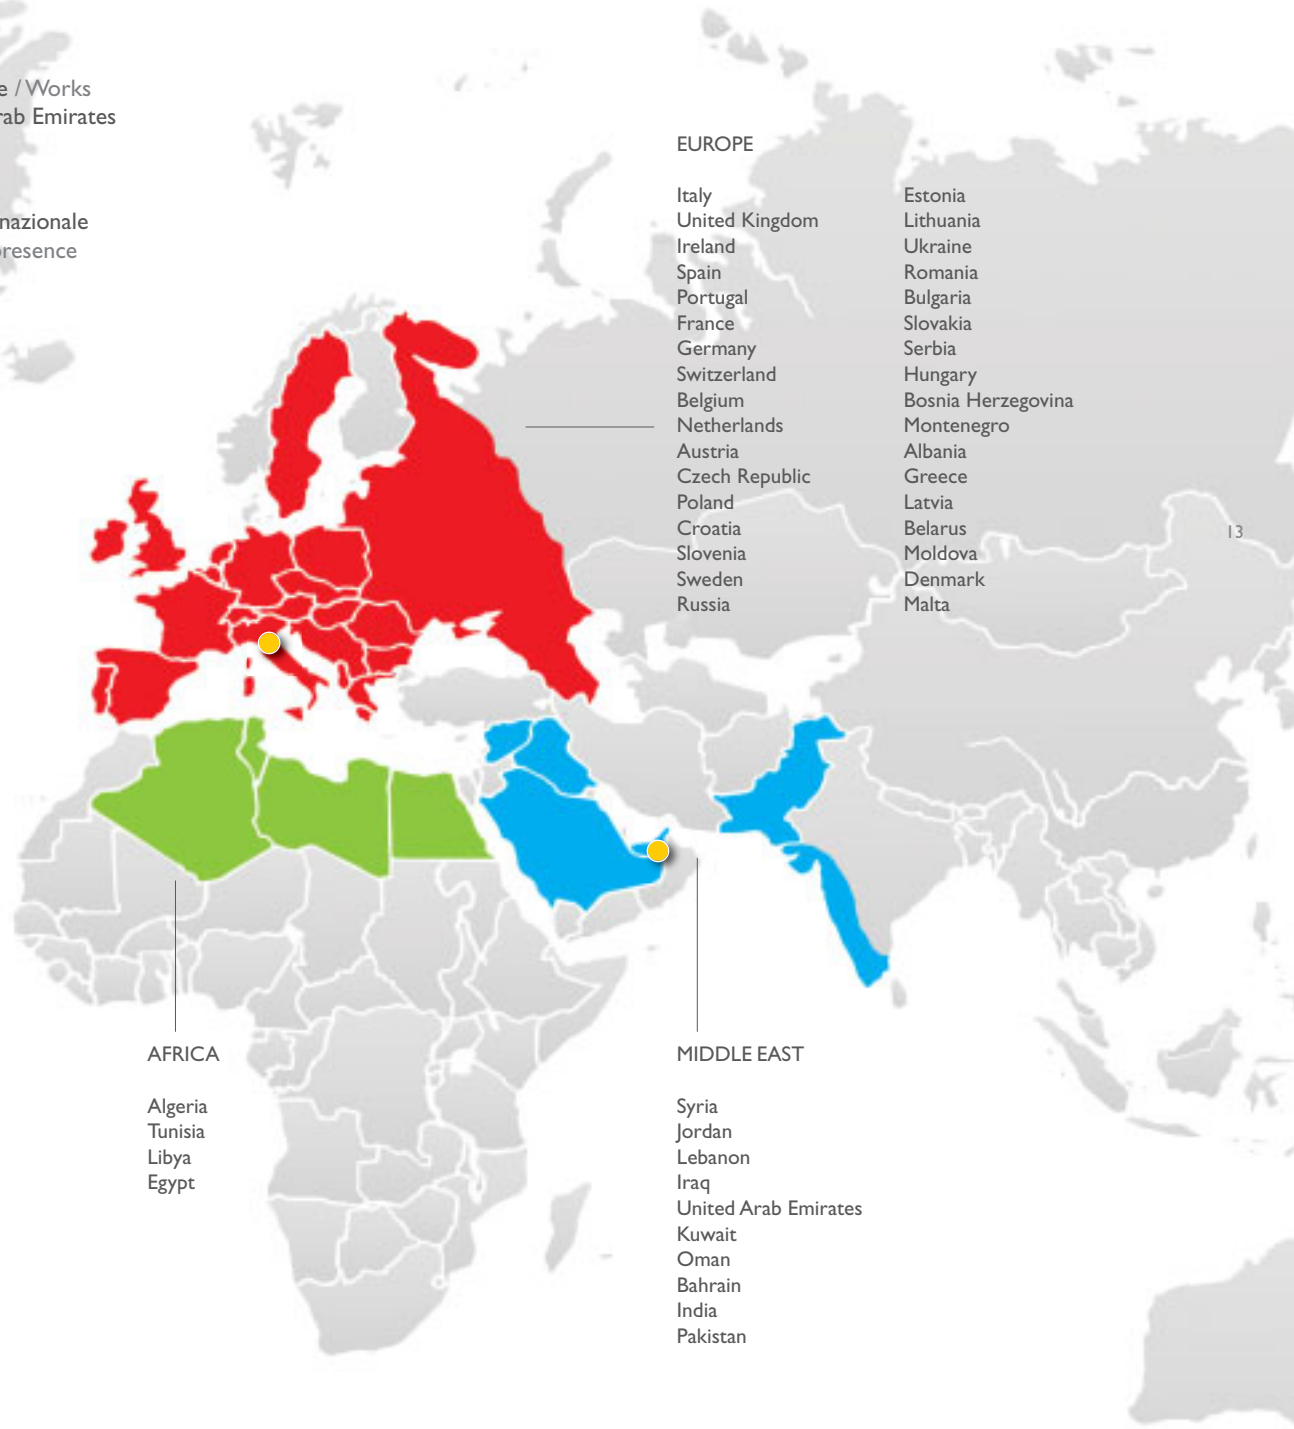 e / Works
rab Emirates
nazionale
presence
EUROPE
Italy
United Kingdom
Ireland
Spain
Portugal
France
Germany
Switzerland
Belgium
Netherlands
Austria
Czech Republic
Poland
Croatia
Slovenia
Sweden
Russia
Estonia
Lithuania
Ukraine
Romania
Bulgaria
Slovakia
Serbia
Hungary
Bosnia Herzegovina
Montenegro
Albania
Greece
Latvia
Belarus
Moldova
Denmark
Malta
13
AFRICA
Algeria
Tunisia
Libya
Egypt
MIDDLE EAST
Syria
Jordan
Lebanon
Iraq
United Arab Emirates
Kuwait
Oman
Bahrain
India
Pakistan